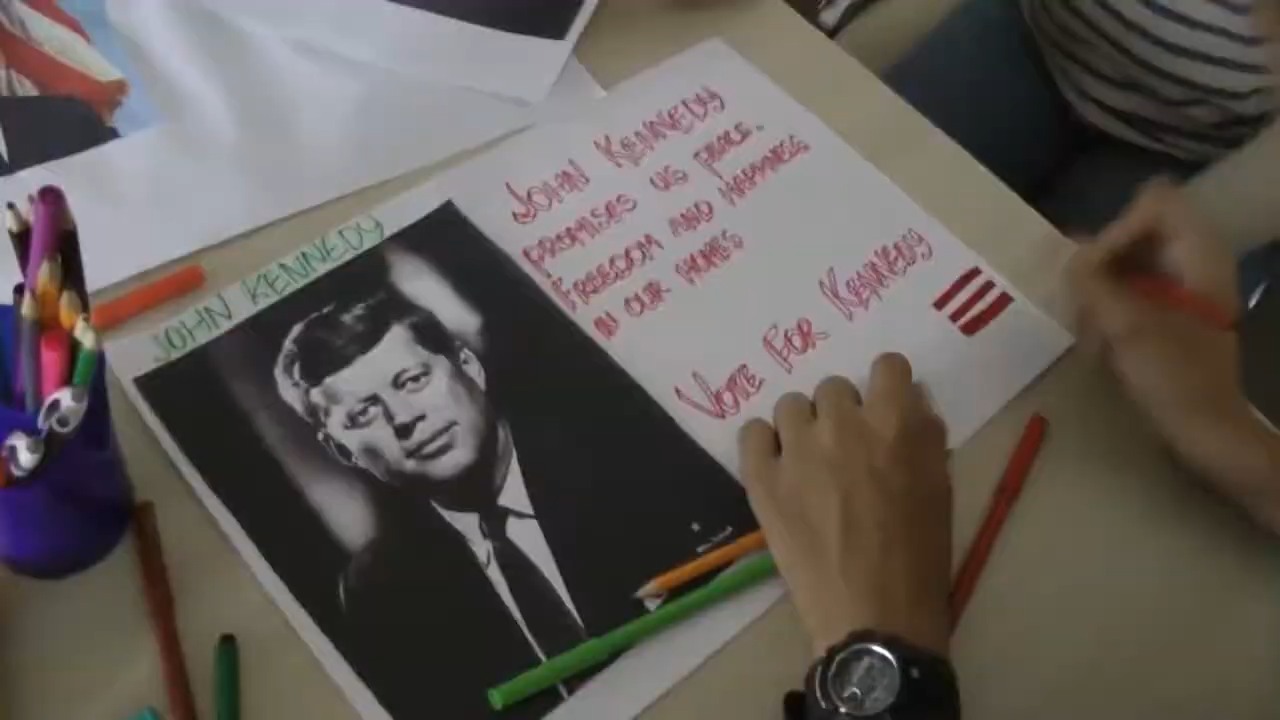 JOHN KENNEDY
JOHN KENNEDY
PROMISES US PEACE.
FREEDOM AND HAPPINESS
IN OUR HOMES
VOTE FOR KENNEDY